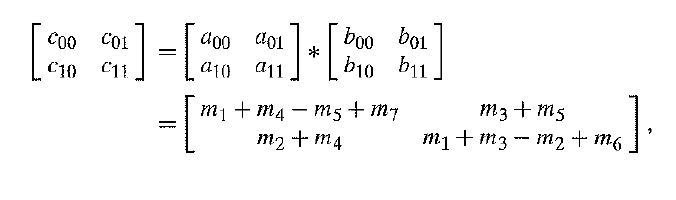 [ c₀₀ c₀₁ ] = [ a₀₀ a₀₁ ] * [ b₀₀ b₀₁ ]
[ c₁₀ c₁₁ ]   [ a₁₀ a₁₁ ]   [ b₁₀ b₁₁ ]
= [ m₁ + m₄ − m₅ + m₇   m₃ + m₅ ]
[ m₂ + m₄   m₁ + m₃ − m₂ + m₆ ],